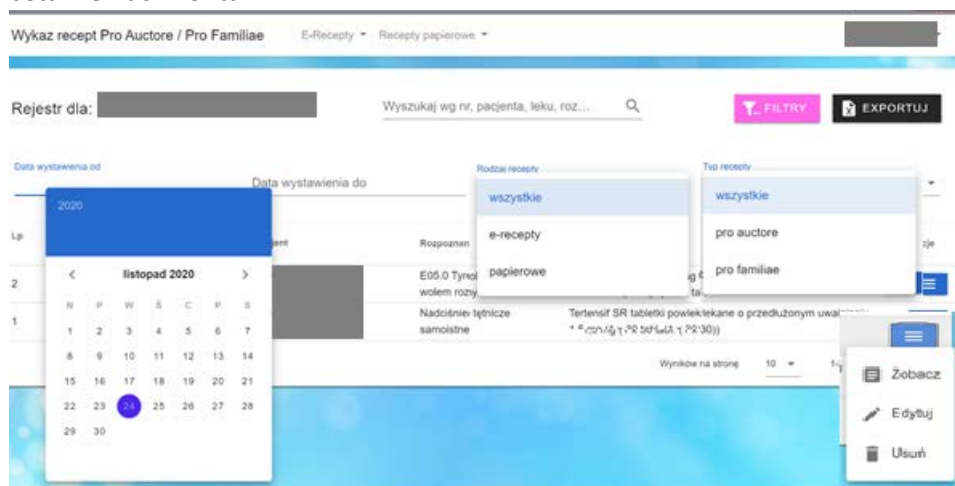 Wykaz recept Pro Auctore / Pro Familiae E-Recepty Recepty papierowe
Rejestr dla: Wyszukaj wg nr, pacjenta, leku, roz... FILTRY EXPORTUJ
Data wystawienia od Data wystawienia do Rodzaj recepty Typ recepty
2020
wszystkie
e-recepty
papierowe
wszystkie
pro auctore
pro familiae
Lp Rozpoznan
listopad 2020
N P W Ś C P S
1 2 3 4 5 6 7
8 9 10 11 12 13 14
15 16 17 18 19 20 21
22 23 24 25 26 27 28
29 30
2 E05.0
wolem
1 Nadciśnień tętnicze Tertensif SR tabletki powlekane o przedłużonym
samoistne
Wyników na stronę 10
Zobacz
Edytuj
Usuń